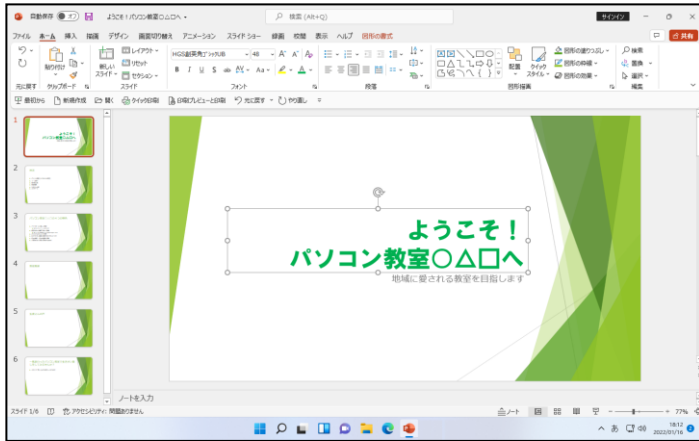 自動保存 オフ ようこそ!パソコン教室○△□へ 検索 (Alt+Q) サインイン
ファイル ホーム 挿入 描画 デザイン 画面切り替え アニメーション スライド ショー 録画 校閲 表示 ヘルプ 図形の書式 共有
貼り付け 新しいスライド レイアウト リセット セクション HGS創英角ゴシックUB 48 配置 クイックスタイル 図形の塗りつぶし 図形の枠線 図形の効果 検索 置換 選択
元に戻す クリップボード スライド フォント 段落 図形描画 編集
最初から 新規作成 開く クイック印刷 印刷プレビューと印刷 元に戻す やり直し
1
2
3
4
5
6
ようこそ!
パソコン教室○△□へ
地域に愛される教室を目指します
ノートを入力
スライド 1/6 アクセシビリティ: 問題ありません ノート 77%
あ 18:12
2022/01/16